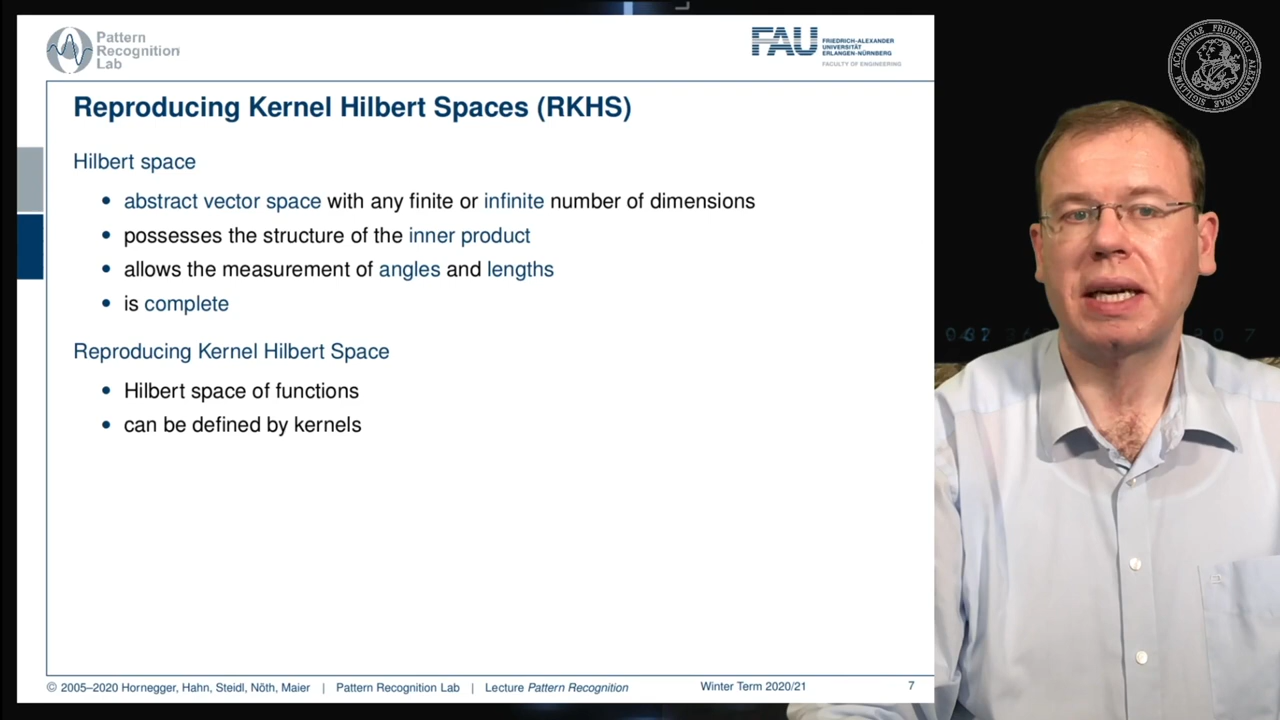 Pattern
Recognition
Lab
FAU
FRIEDRICH-ALEXANDER
UNIVERSITÄT
ERLANGEN-NÜRNBERG
FACULTY OF ENGINEERING
Reproducing Kernel Hilbert Spaces (RKHS)
Hilbert space
• abstract vector space with any finite or infinite number of dimensions
• possesses the structure of the inner product
• allows the measurement of angles and lengths
• is complete
Reproducing Kernel Hilbert Space
• Hilbert space of functions
• can be defined by kernels
© 2005–2020 Hornegger, Hahn, Steidl, Nöth, Maier | Pattern Recognition Lab | Lecture Pattern Recognition Winter Term 2020/21 7